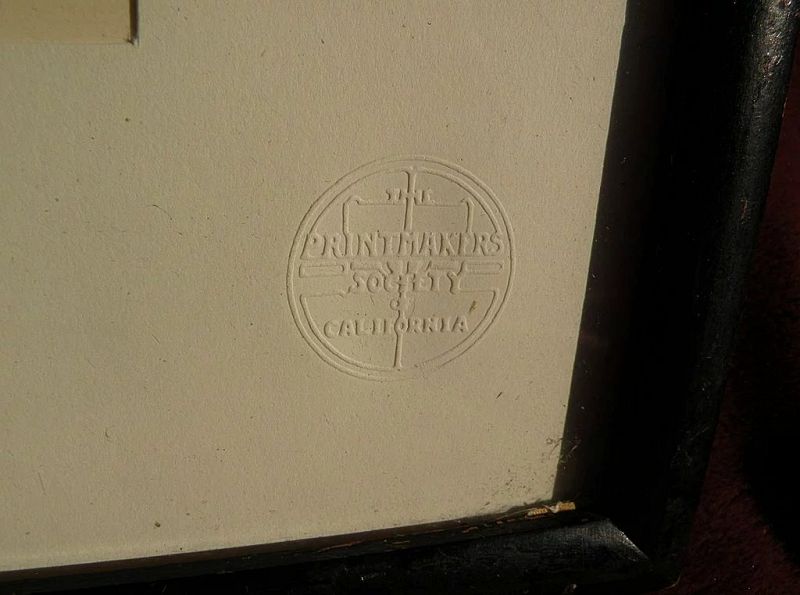 THE
PRINTMAKERS
SOCIETY
of
CALIFORNIA